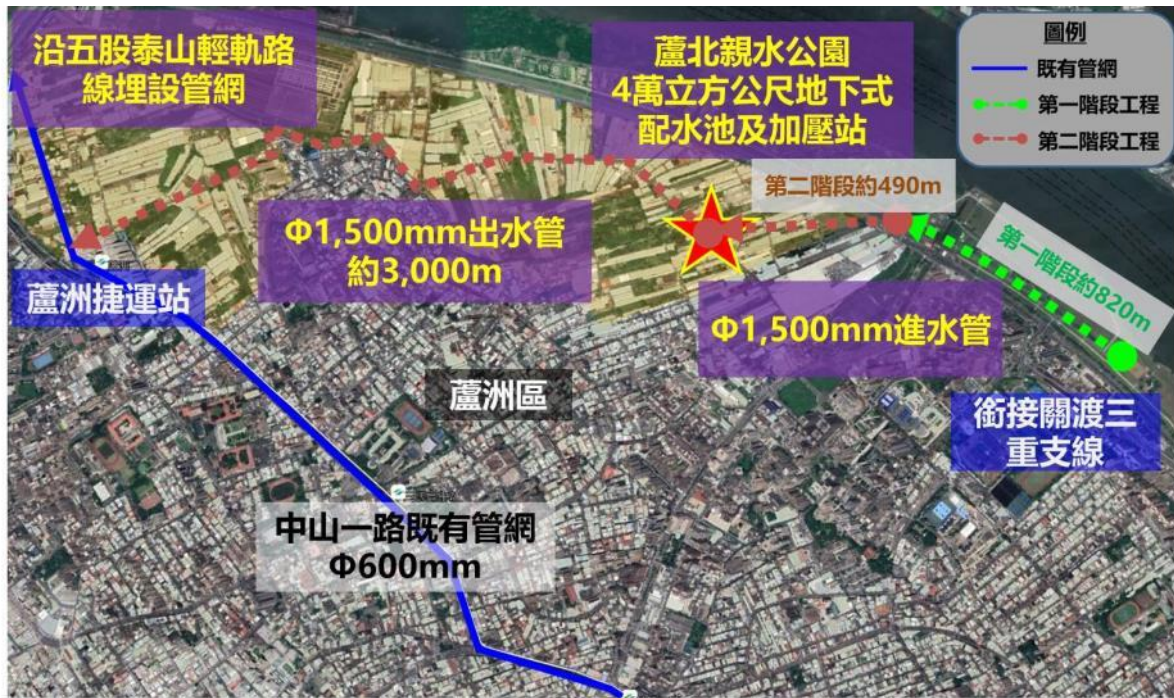 沿五股泰山輕軌路
線埋設管網
蘆北親水公園
4萬立方公尺地下式
配水池及加壓站
圖例
既有管網
第一階段工程
第二階段工程
第二階段約490m
Φ1,500mm出水管
約3,000m
第一階段約820m
蘆洲捷運站
Φ1,500mm進水管
蘆洲區
銜接關渡三
重支線
中山一路既有管網
Φ600mm